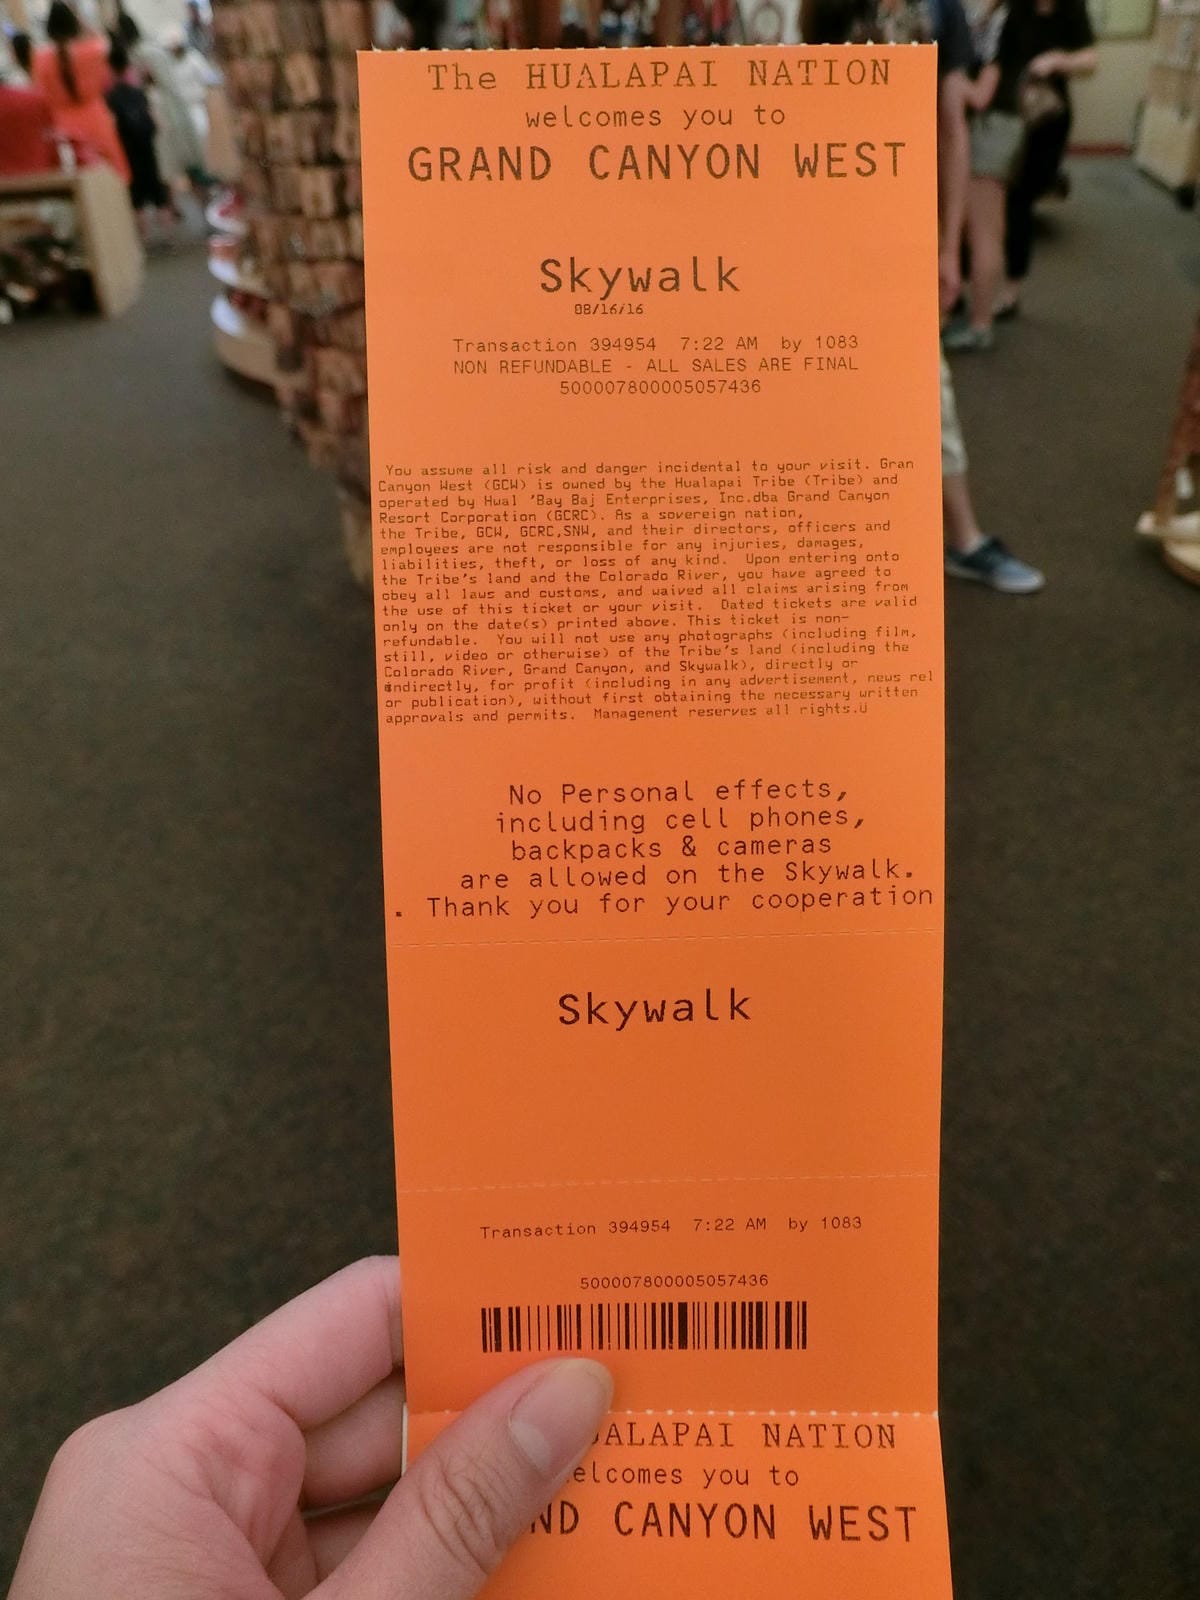 The HUALAPAI NATION
welcomes you to
GRAND CANYON WEST
Skywalk
08/16/16
Transaction 394954 7:22 AM by 1083
NON REFUNDABLE - ALL SALES ARE FINAL
500007800005057436
You assume all risk and danger incidental to your visit. Gran
Canyon West (GCW) is owned by the Hualapai Tribe (Tribe) and
operated by Hwal 'Bay Baj Enterprises, Inc.dba Grand Canyon
Resort Corporation (GCRC). As a sovereign nation,
the Tribe, GCW, GCRC,SNW, and their directors, officers and
employees are not responsible for any injuries, damages,
liabilities, theft, or loss of any kind. Upon entering onto
the Tribe's land and the Colorado River, you have agreed to
obey all laws and customs, and waived all claims arising from
the use of this ticket or your visit. Dated tickets are valid
only on the date(s) printed above. This ticket is non-
refundable. You will not use any photographs (including film,
still, video or otherwise) of the Tribe's land (including the
Colorado River, Grand Canyon, and Skywalk), directly or
indirectly, for profit (including in any advertisement, news rel
or publication), without first obtaining the necessary written
approvals and permits. Management reserves all rights.Ü
No Personal effects,
including cell phones,
backpacks & cameras
are allowed on the Skywalk.
. Thank you for your cooperation
Skywalk
Transaction 394954 7:22 AM by 1083
500007800005057436
UALAPAI NATION
elcomes you to
ND CANYON WEST